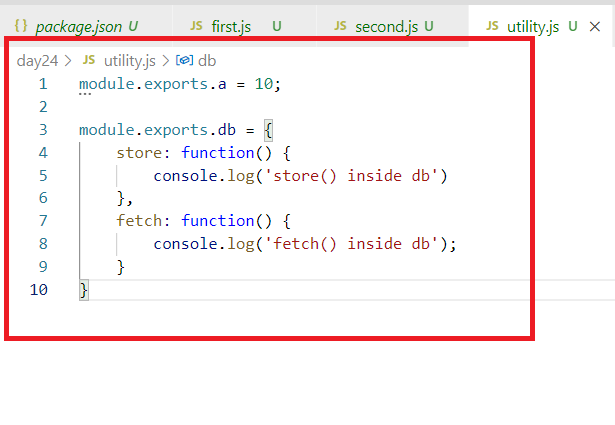 { } package.json U JS first.js U JS second.js U JS utility.js U ×
day24 > JS utility.js > db
1 module.exports.a = 10;
2
3 module.exports.db = {
4     store: function() {
5         console.log('store() inside db')
6     },
7     fetch: function() {
8         console.log('fetch() inside db');
9     }
10 }